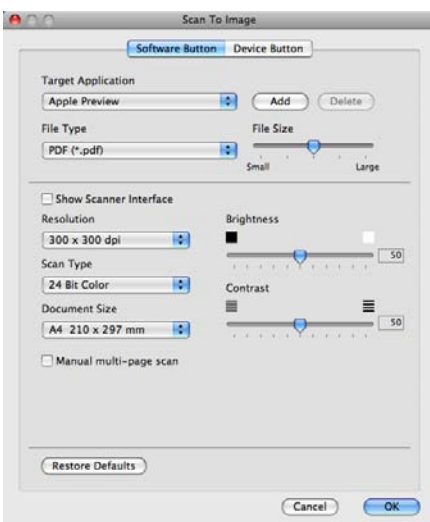 Scan To Image
Software Button Device Button
Target Application
Apple Preview Add Delete
File Type File Size
PDF (*.pdf)
Small Large
Show Scanner Interface
Resolution Brightness
300 x 300 dpi
50
Scan Type
24 Bit Color
Contrast
Document Size
A4 210 x 297 mm 50
Manual multi-page scan
Restore Defaults
Cancel OK